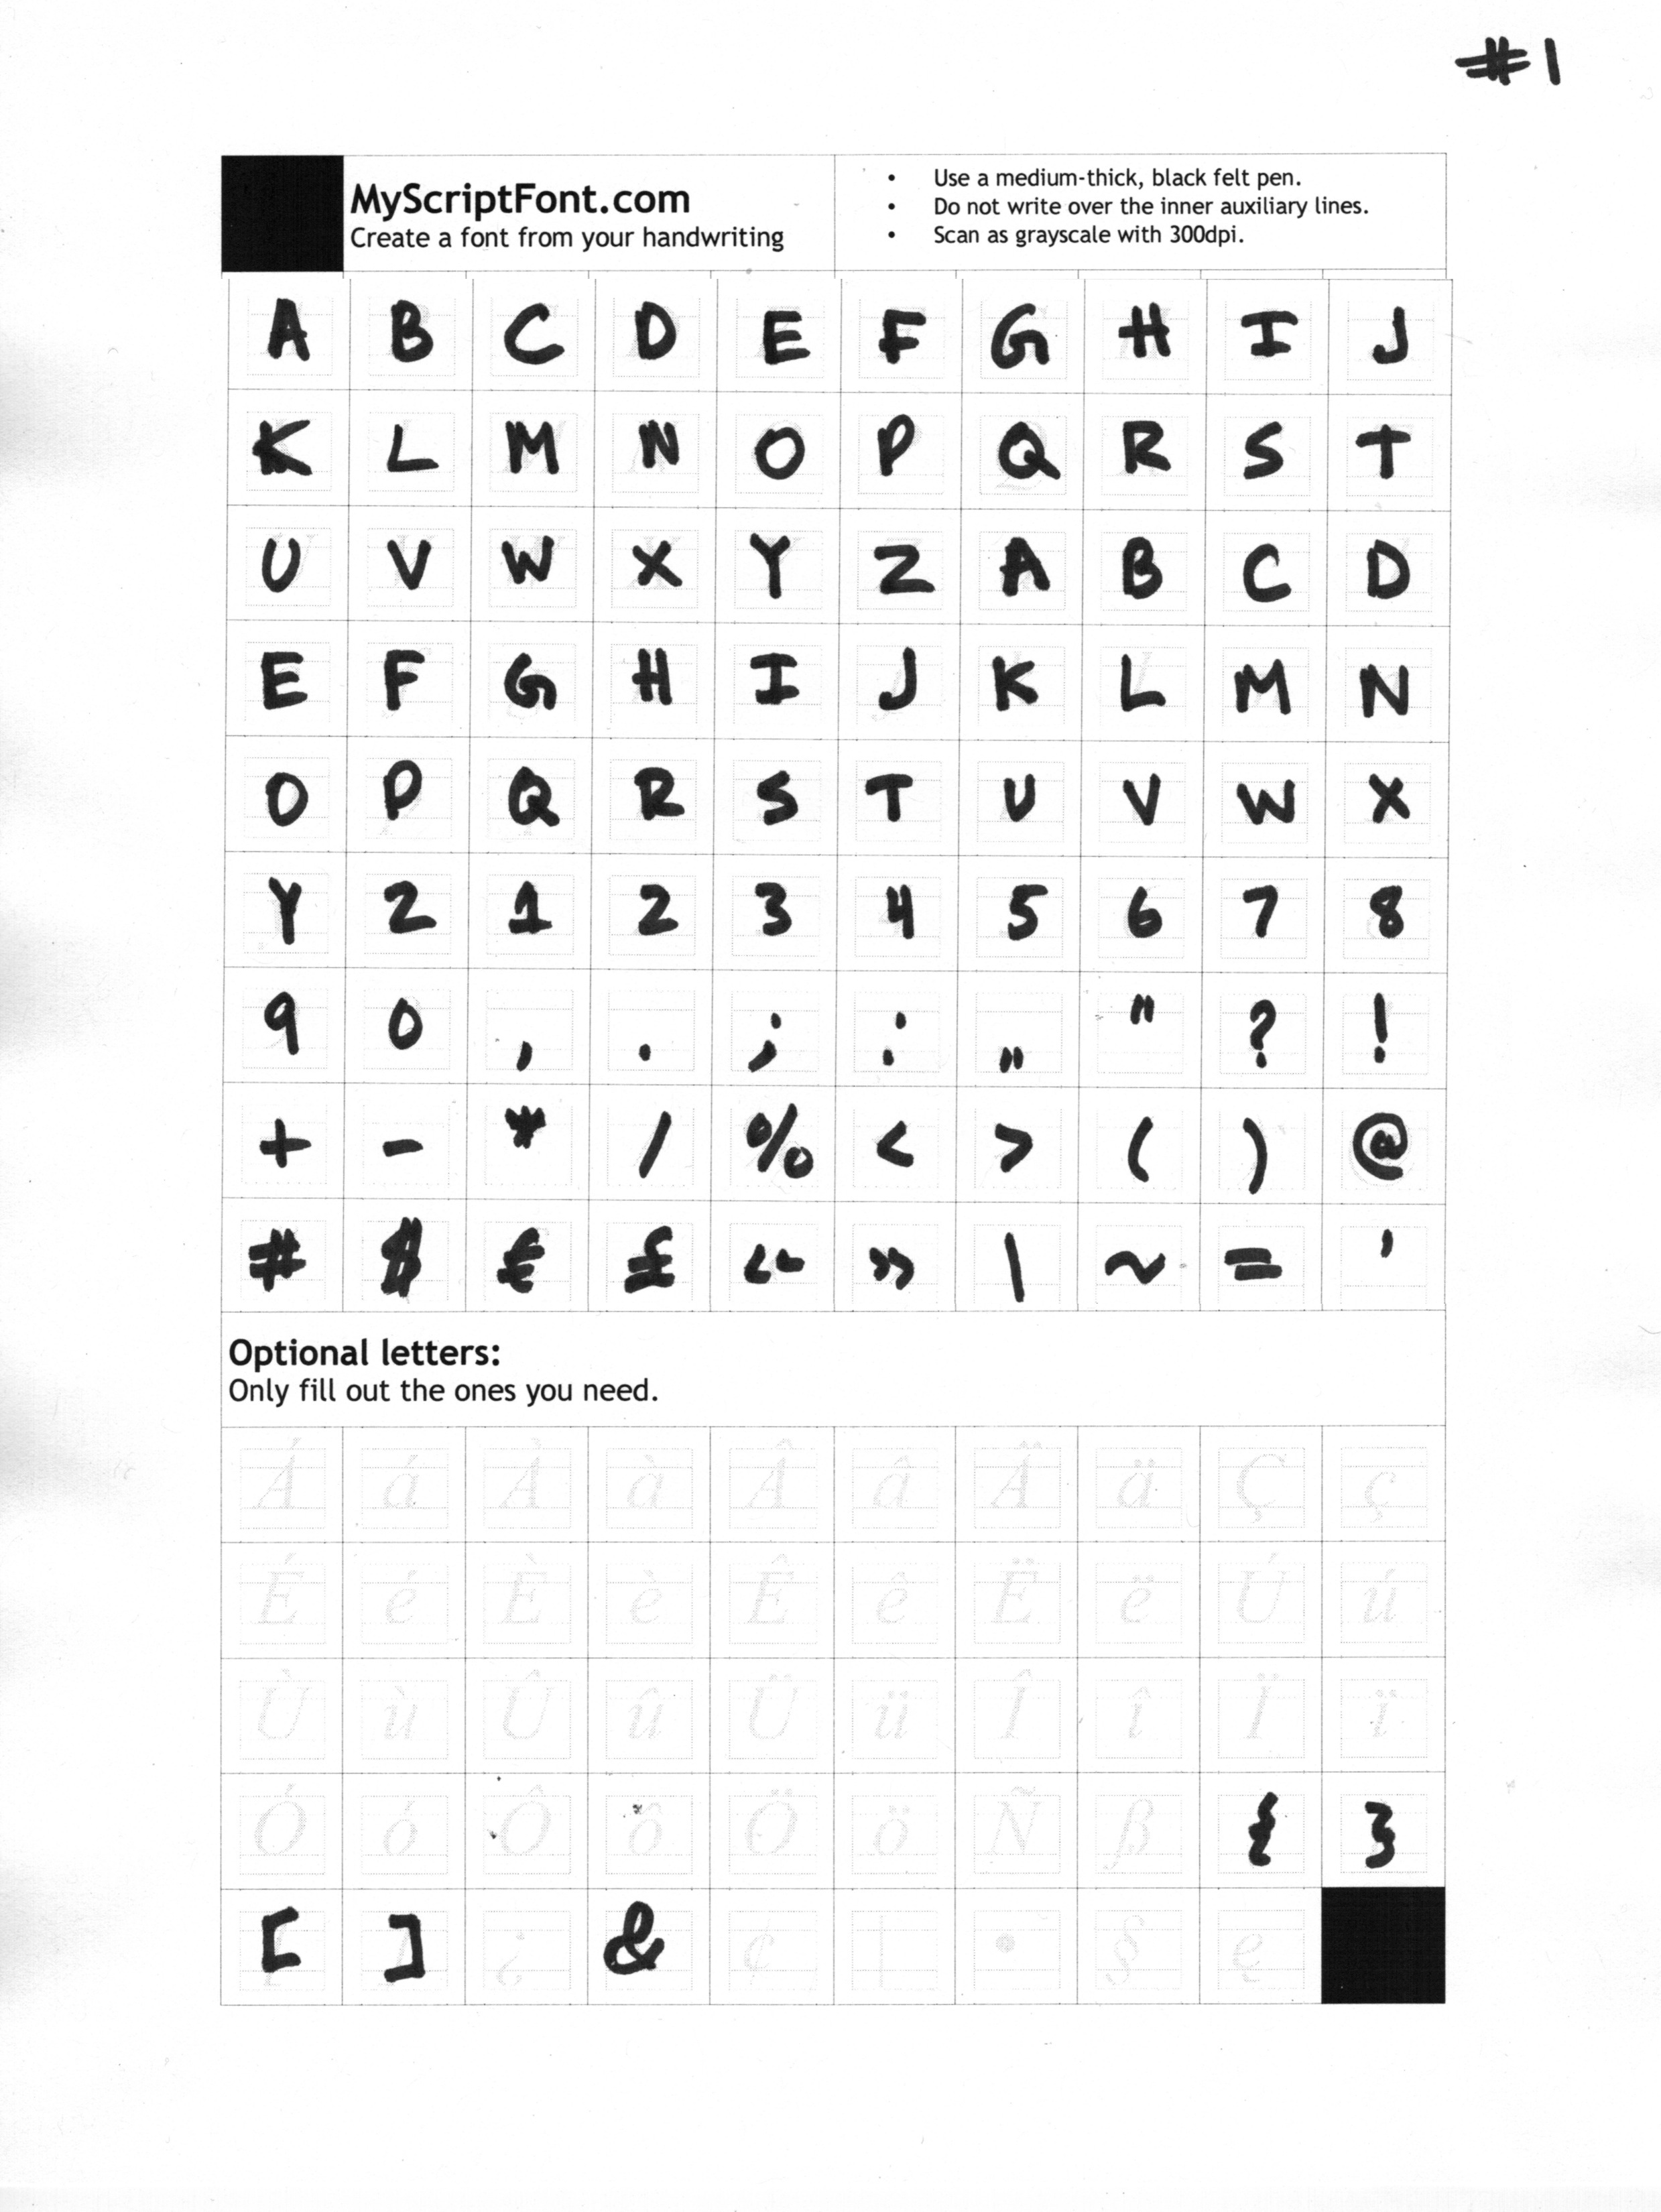 #1
MyScriptFont.com
Create a font from your handwriting
• Use a medium-thick, black felt pen.
• Do not write over the inner auxiliary lines.
• Scan as grayscale with 300dpi.
A B C D E F G H I J
K L M N O P Q R S T
U V W X Y Z A B C D
E F G H I J K L M N
O P Q R S T U V W X
Y Z 1 2 3 4 5 6 7 8
9 0 , . ; : „ " ? !
+ - * / % < > ( ) @
# $ € £ « » | ~ = '
Optional letters:
Only fill out the ones you need.
Á á À à Â â Ä ä Ç ç
É é È è Ê ê Ë ë Ú ú
Ù ù Û û Ü ü Î î Ï ï
Ó ó Ô ô Ö ö Ñ ß { }
[ ] ¿ & ¢ | • § ę